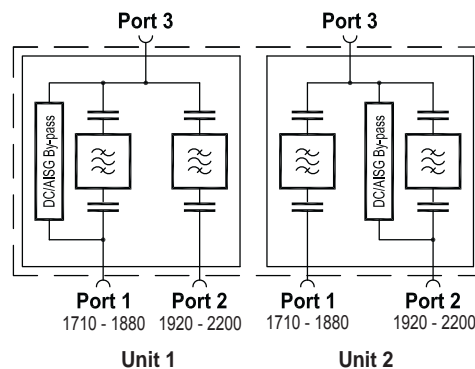 Port 3 Port 3
DC/AISG By-pass DC/AISG By-pass
Port 1 Port 2 Port 1 Port 2
1710 - 1880 1920 - 2200 1710 - 1880 1920 - 2200
Unit 1 Unit 2